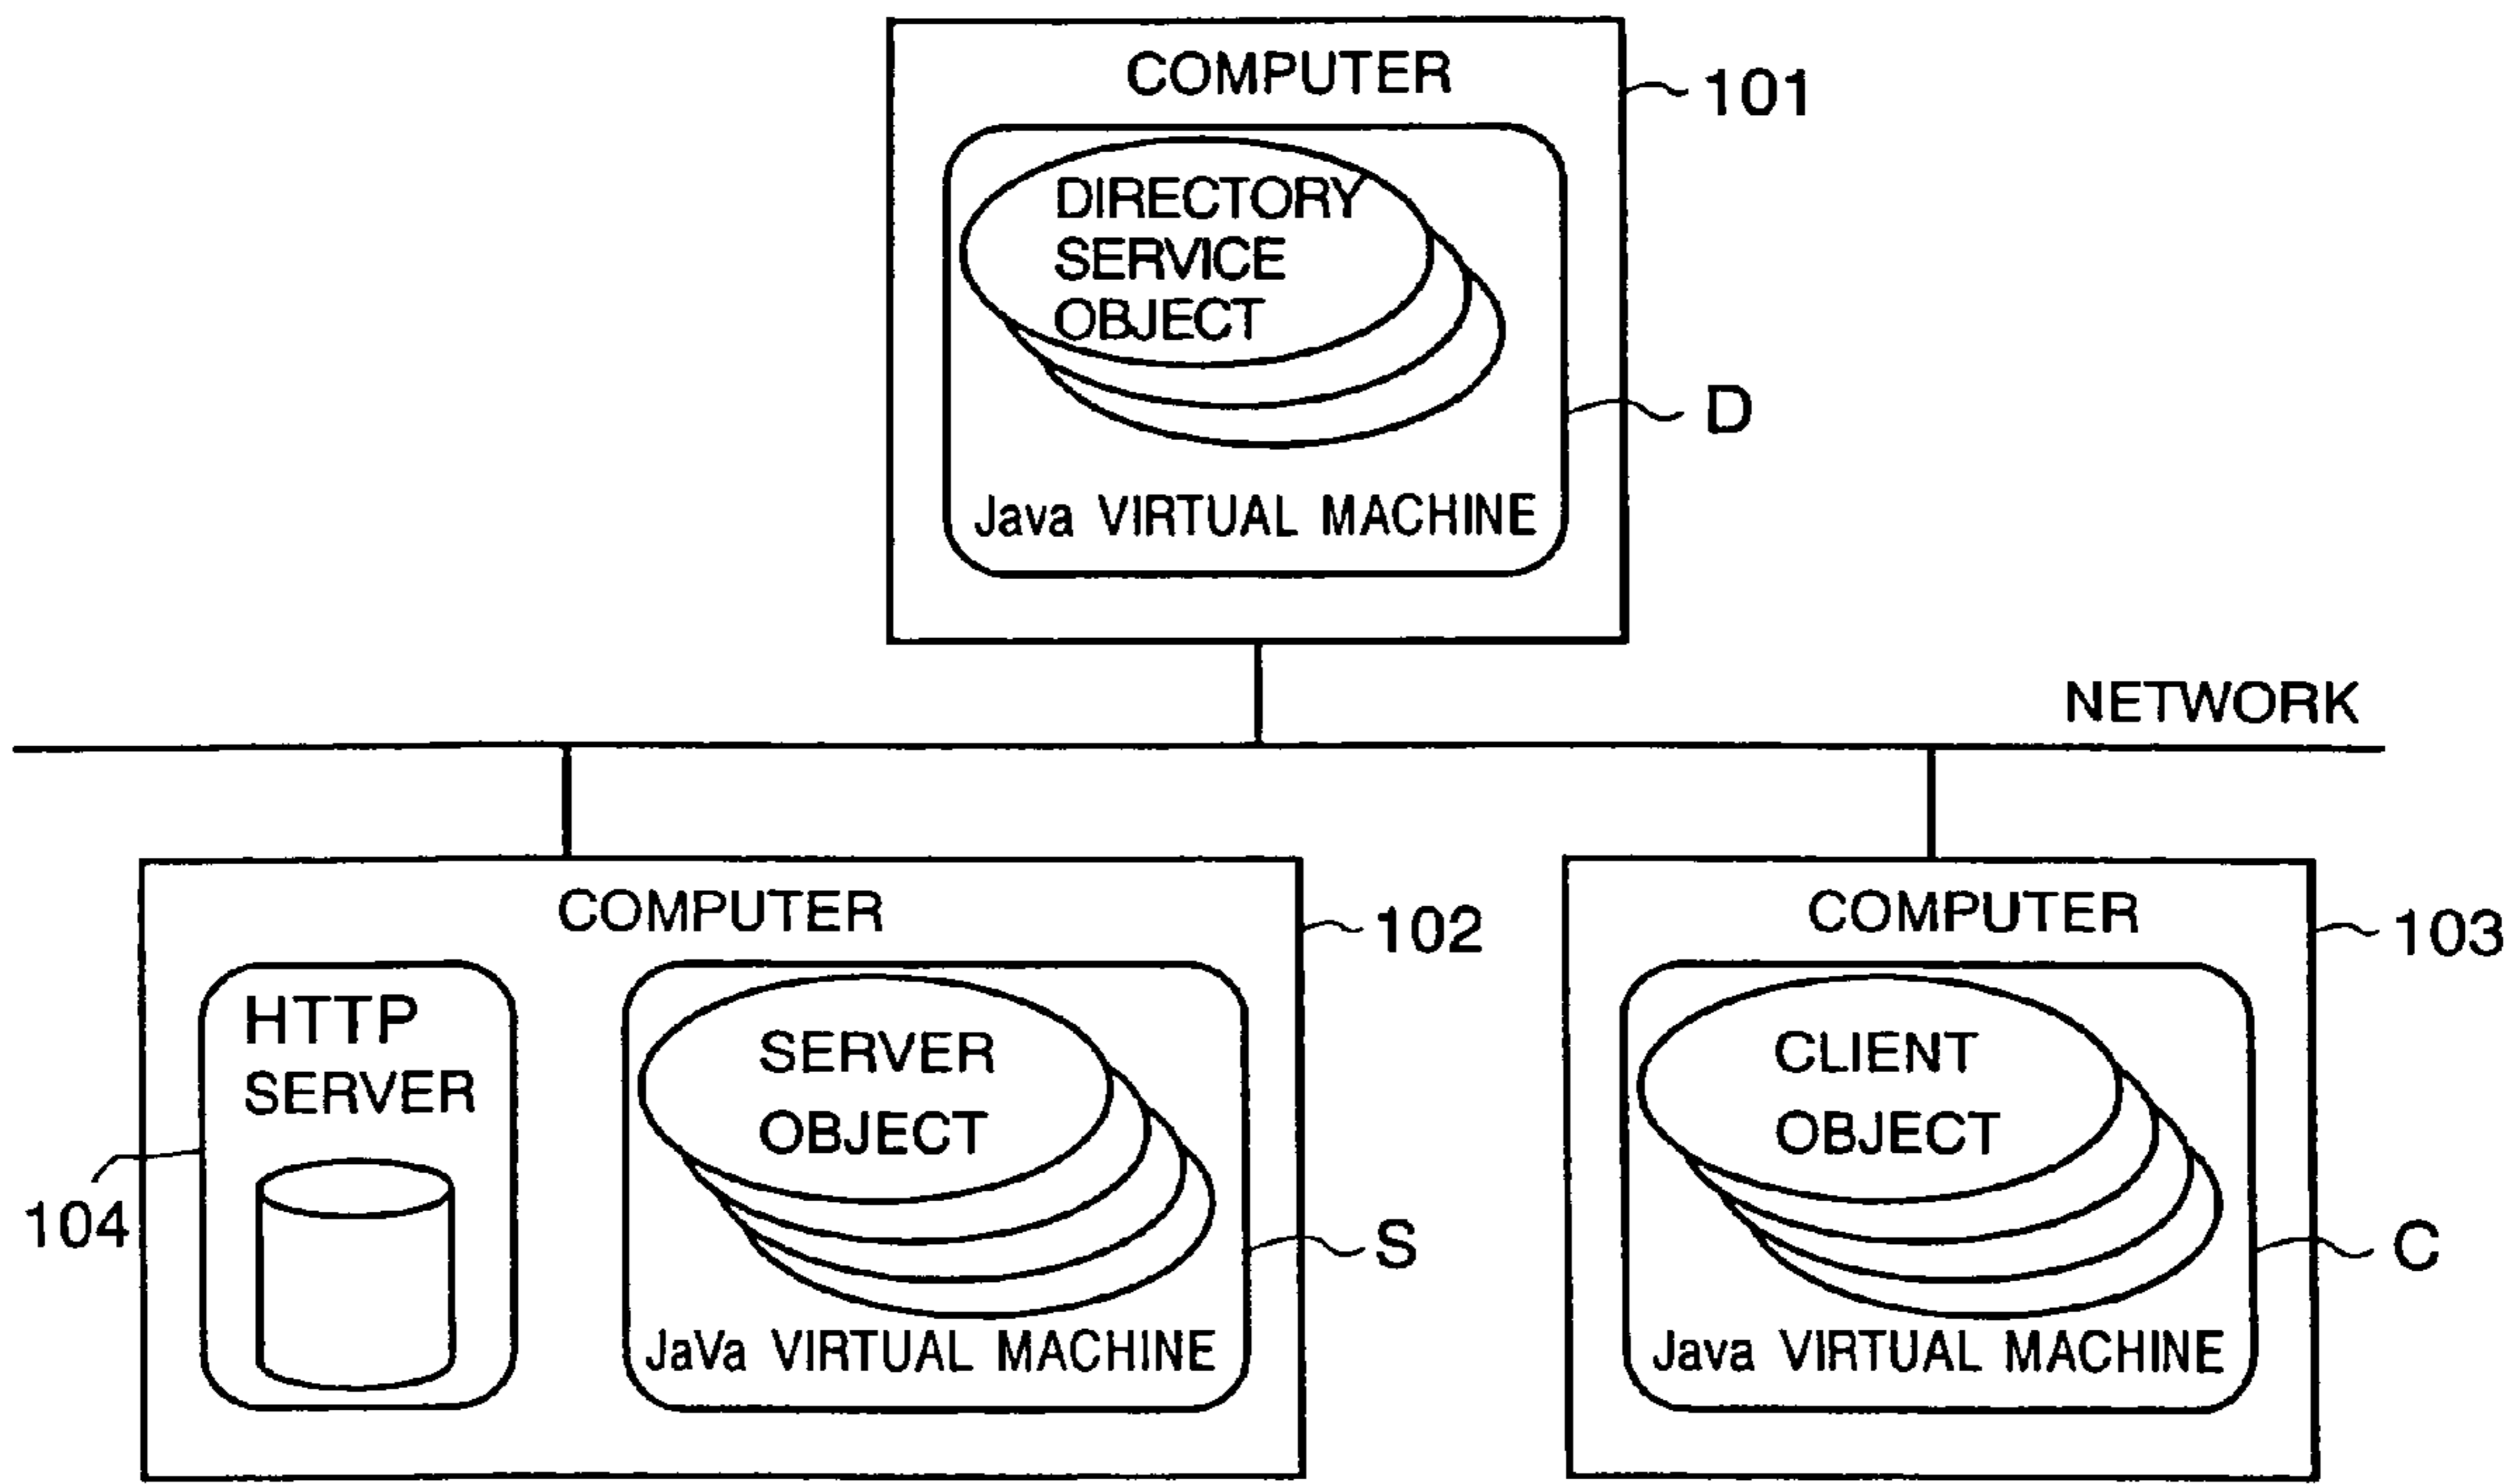 COMPUTER
101
DIRECTORY
SERVICE
OBJECT
D
Java VIRTUAL MACHINE
NETWORK
COMPUTER
102
HTTP
SERVER
SERVER
OBJECT
104
S
JaVa VIRTUAL MACHINE
COMPUTER
103
CLIENT
OBJECT
C
Java VIRTUAL MACHINE